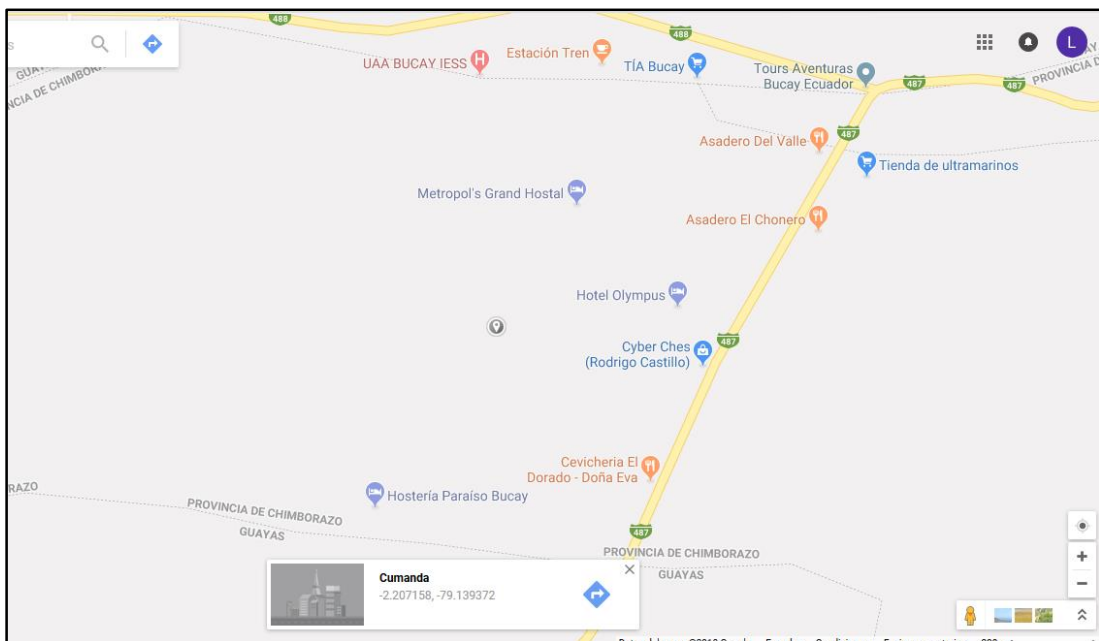 488
488
UAA BUCAY IESS
Estación Tren
TÍA Bucay
Tours Aventuras
Bucay Ecuador
L
487
487
PROVINCIA DE CHIMBORAZO
487
Asadero Del Valle
Tienda de ultramarinos
Metropol's Grand Hostal
Asadero El Chonero
Hotel Olympus
487
Cyber Ches
(Rodrigo Castillo)
Cevicheria El
Dorado - Doña Eva
RAZO
Hostería Paraíso Bucay
PROVINCIA DE CHIMBORAZO
GUAYAS
487
PROVINCIA DE CHIMBORAZO
GUAYAS
Cumanda
-2.207158, -79.139372